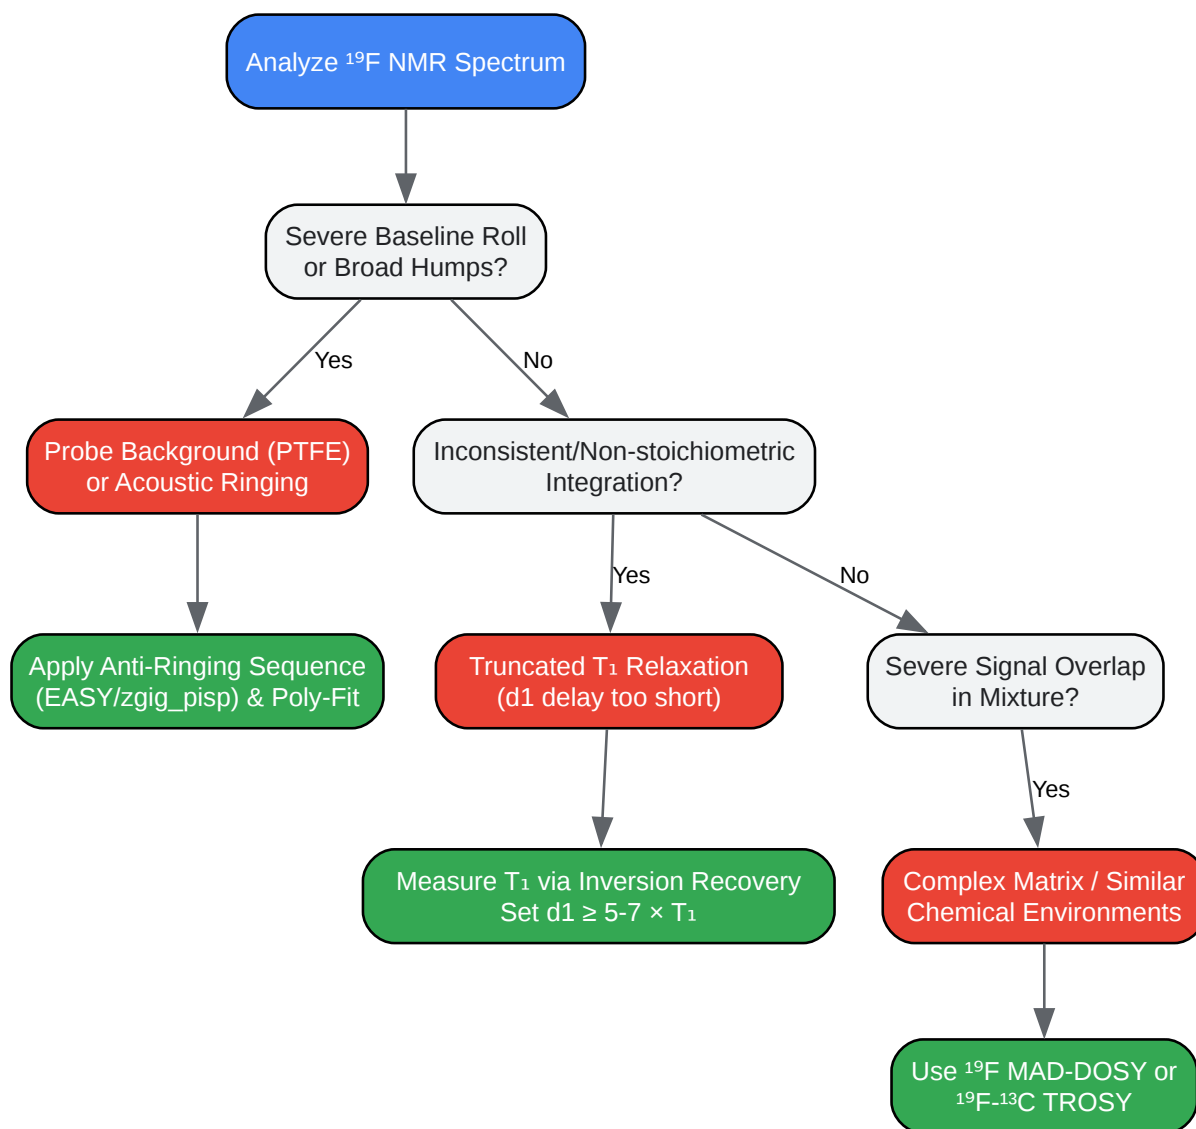 Analyze ¹⁹F NMR Spectrum
Severe Baseline Roll
or Broad Humps?
Yes
No
Probe Background (PTFE)
or Acoustic Ringing
Inconsistent/Non-stoichiometric
Integration?
Yes
No
Apply Anti-Ringing Sequence
(EASY/zgig_pisp) & Poly-Fit
Truncated T₁ Relaxation
(d1 delay too short)
Severe Signal Overlap
in Mixture?
Yes
Measure T₁ via Inversion Recovery
Set d1 ≥ 5-7 × T₁
Complex Matrix / Similar
Chemical Environments
Use ¹⁹F MAD-DOSY or
¹⁹F-¹³C TROSY